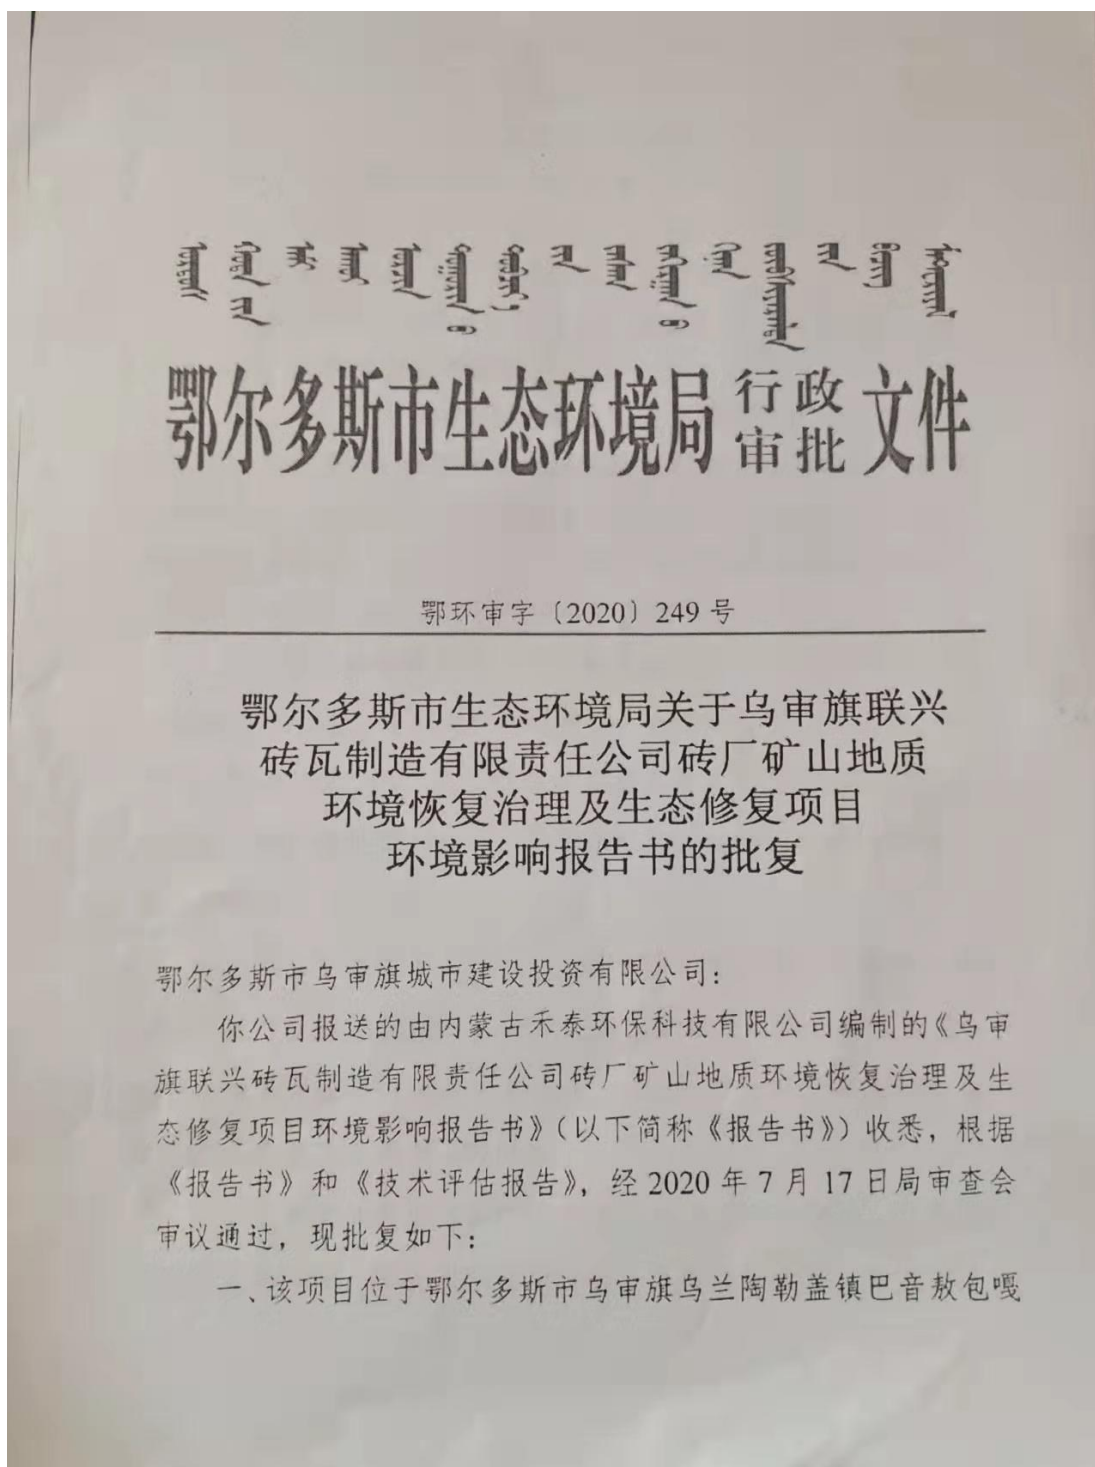 鄂尔多斯市生态环境局行政审批文件
鄂环审字〔2020〕249号
鄂尔多斯市生态环境局关于乌审旗联兴
砖瓦制造有限责任公司砖厂矿山地质
环境恢复治理及生态修复项目
环境影响报告书的批复
鄂尔多斯市乌审旗城市建设投资有限公司：
你公司报送的由内蒙古禾泰环保科技有限公司编制的《乌审
旗联兴砖瓦制造有限责任公司砖厂矿山地质环境恢复治理及生
态修复项目环境影响报告书》（以下简称《报告书》）收悉，根据
《报告书》和《技术评估报告》，经2020年7月17日局审查会
审议通过，现批复如下：
一、该项目位于鄂尔多斯市乌审旗乌兰陶勒盖镇巴音敖包嘎